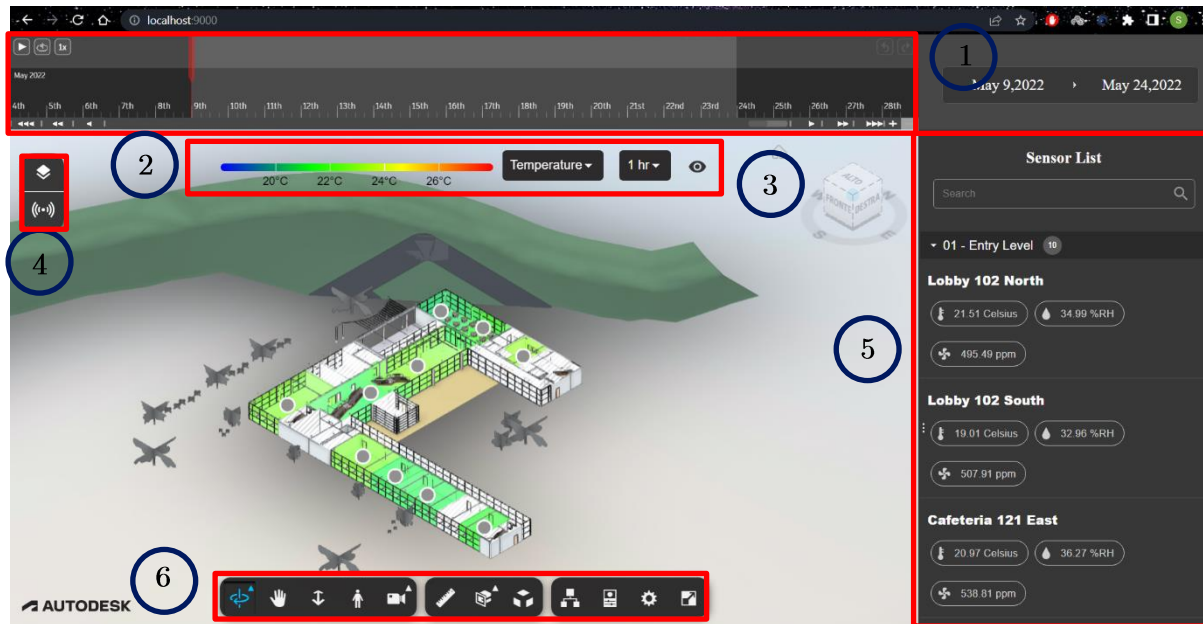 localhost:9000
1x
May 2022
4th 5th 6th 7th 8th 9th 10th 11th 12th 13th 14th 15th 16th 17th 18th 19th 20th 21st 22nd 23rd 24th 25th 26th 27th 28th
1
May 9,2022 May 24,2022
S
2
20°C 22°C 24°C 26°C
Temperature
1 hr
3
ALTO
FRONTE DESTRA
S E N
4
Sensor List
Search
01 - Entry Level 10
Lobby 102 North
21.51 Celsius 34.99 %RH
495.49 ppm
5
Lobby 102 South
19.01 Celsius 32.96 %RH
507.91 ppm
Cafeteria 121 East
20.97 Celsius 36.27 %RH
538.81 ppm
6
AUTODESK